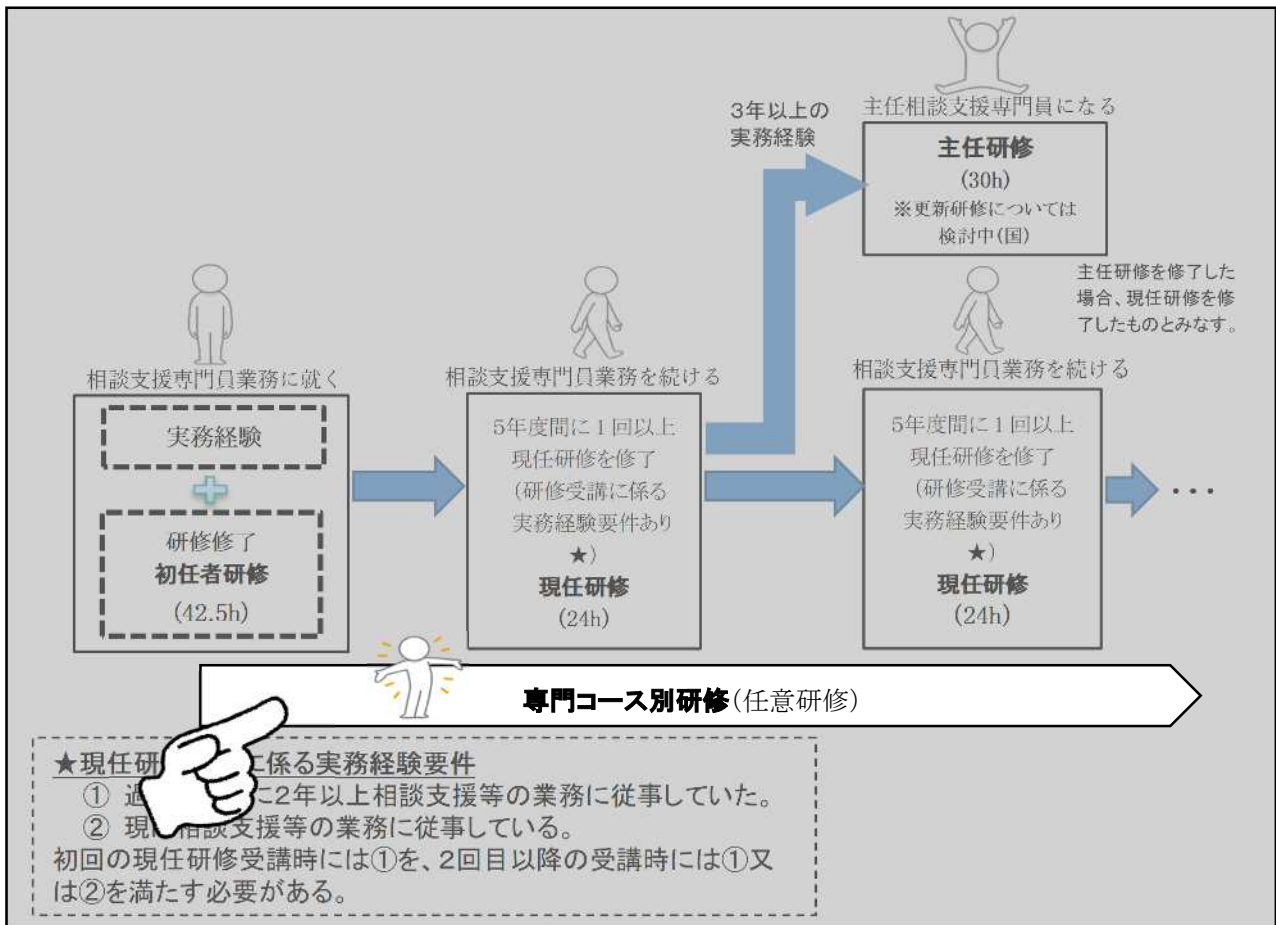 3年以上の
実務経験
主任相談支援専門員になる
主任研修
(30h)
※更新研修については
検討中(国)
主任研修を修了した
場合、現任研修を修
了したものとみなす。
相談支援専門員業務に就く
実務経験
研修修了
初任者研修
(42.5h)
相談支援専門員業務を続ける
5年度間に1回以上
現任研修を修了
(研修受講に係る
実務経験要件あり
★)
現任研修
(24h)
相談支援専門員業務を続ける
5年度間に1回以上
現任研修を修了
(研修受講に係る
実務経験要件あり
★)
現任研修
(24h)
・・・
専門コース別研修(任意研修)
★現任研 に係る実務経験要件
① 過 に2年以上相談支援等の業務に従事していた。
② 現 相談支援等の業務に従事している。
初回の現任研修受講時には①を、2回目以降の受講時には①又
は②を満たす必要がある。